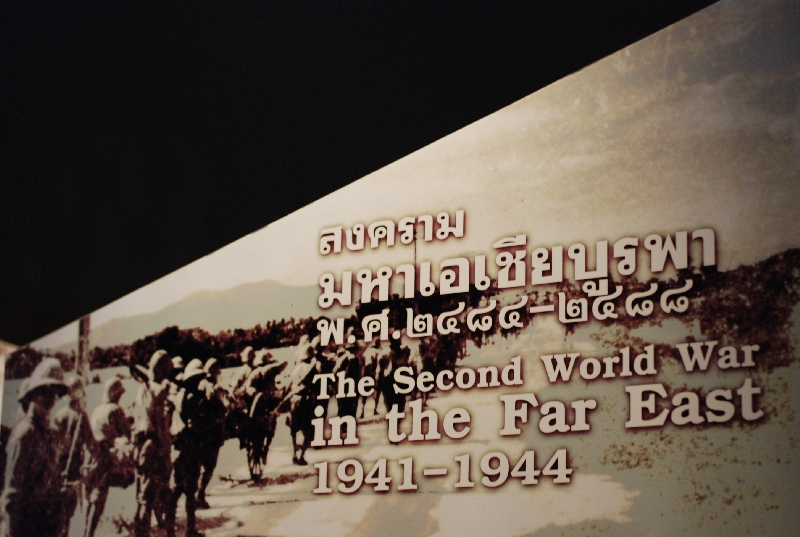 สงคราม
มหาเอเชียบูรพา
พ.ศ.๒๔๘๔-๒๔๘๘
The Second World War
in the Far East
1941-1944